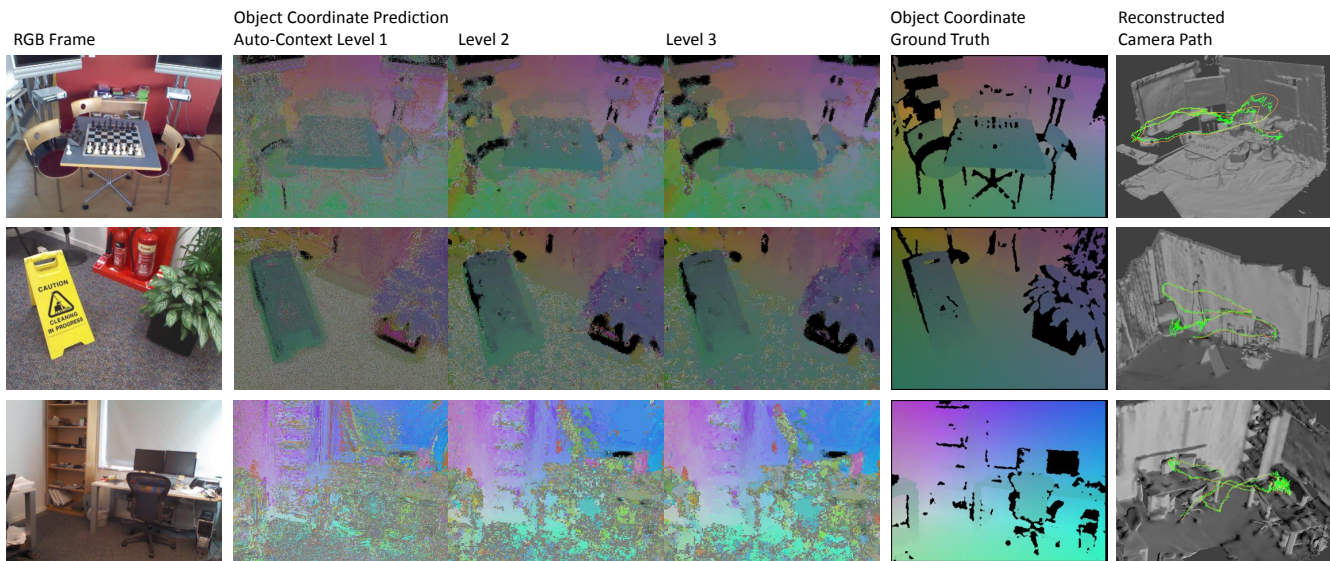 Object Coordinate Prediction
Object Coordinate
Reconstructed
RGB Frame
Auto-Context Level 1
Level 2
Level 3
Ground Truth
Camera Path
CAUTION
CLEANING
IN PROGRESS